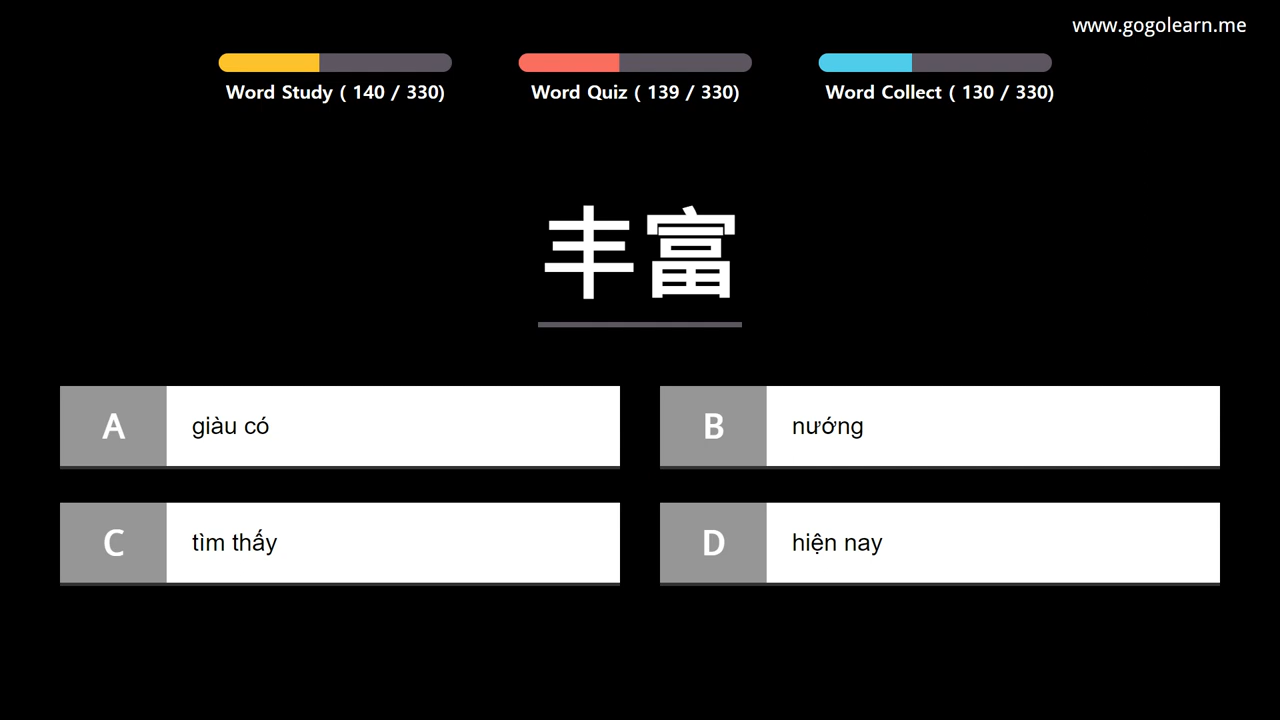 www.gogolearn.me
Word Study ( 140 / 330)
Word Quiz ( 139 / 330)
Word Collect ( 130 / 330)
丰富
A giàu có
B nướng
C tìm thấy
D hiện nay